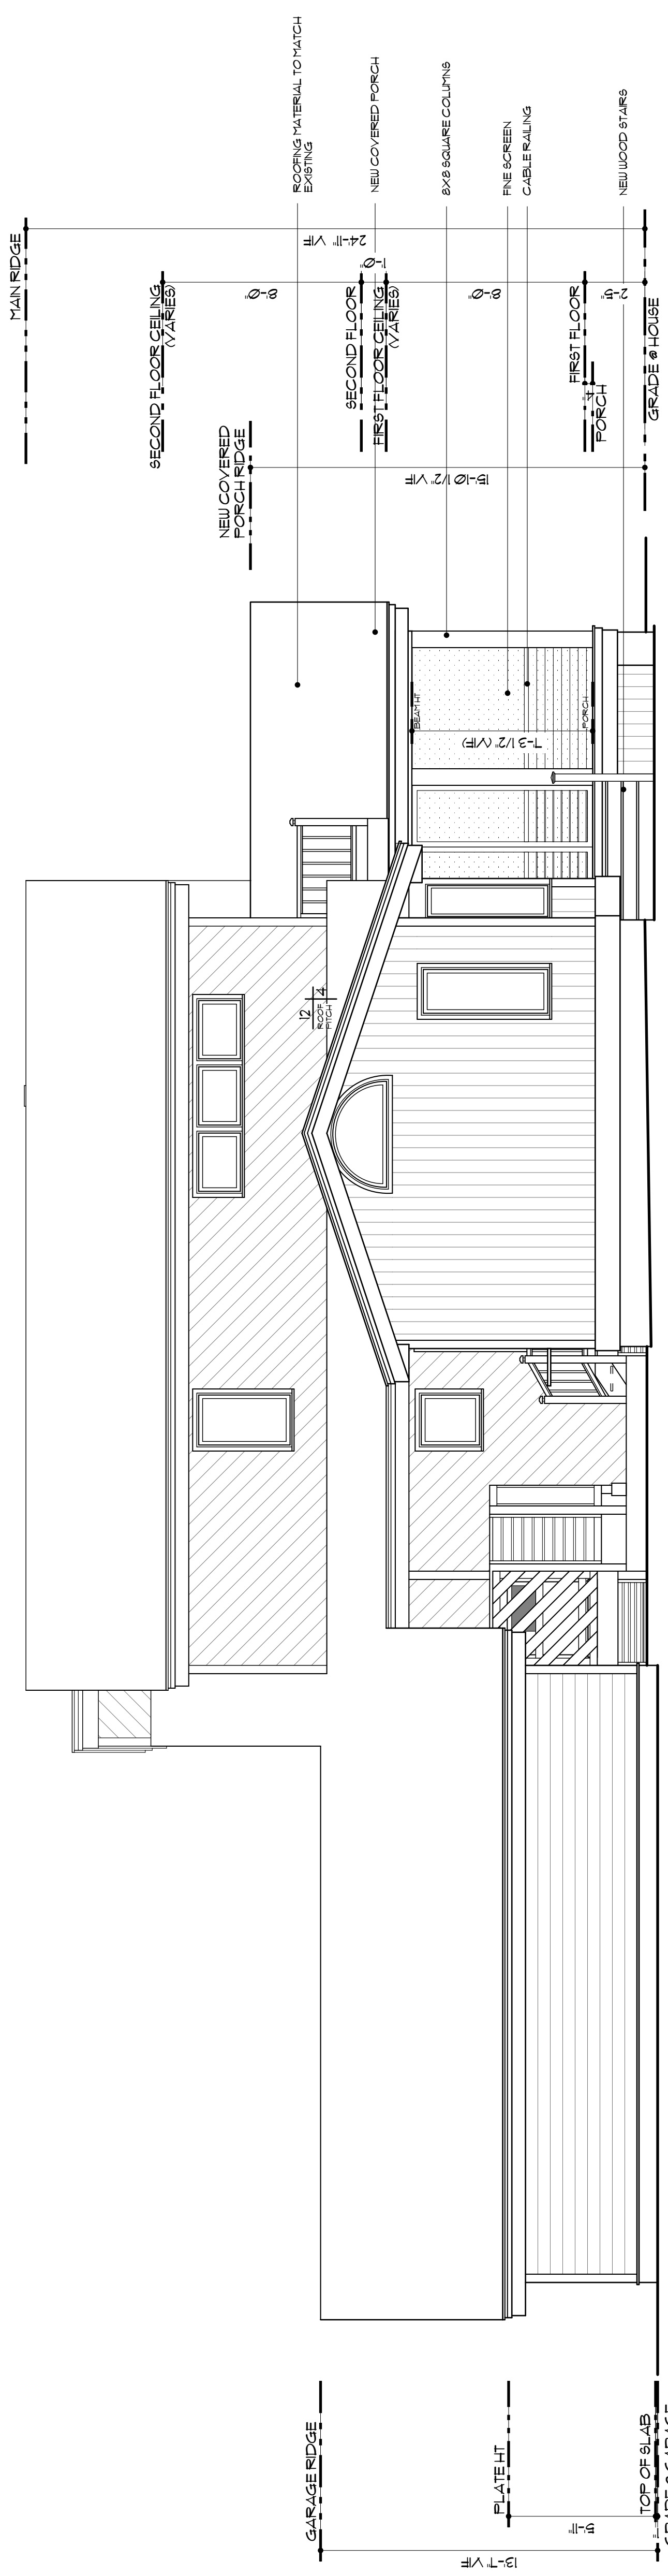 MAIN RIDGE
24'-11" VIF
SECOND FLOOR CEILING
(VARIES)
8'-0"
SECOND FLOOR
1'-0"
FIRST FLOOR CEILING
(VARIES)
8'-0"
FIRST FLOOR
4"
PORCH
2'-5"
GRADE @ HOUSE
NEW COVERED
PORCH RIDGE
15'-10 1/2" VIF
ROOFING MATERIAL TO MATCH
EXISTING
NEW COVERED PORCH
8X8 SQUARE COLUMNS
FINE SCREEN
CABLE RAILING
NEW WOOD STAIRS
BEAM HT
7'-3 1/2" (VIF)
PORCH
12
4
ROOF
PITCH
GARAGE RIDGE
13'-7" VIF
PLATE HT
5'-11"
TOP OF SLAB